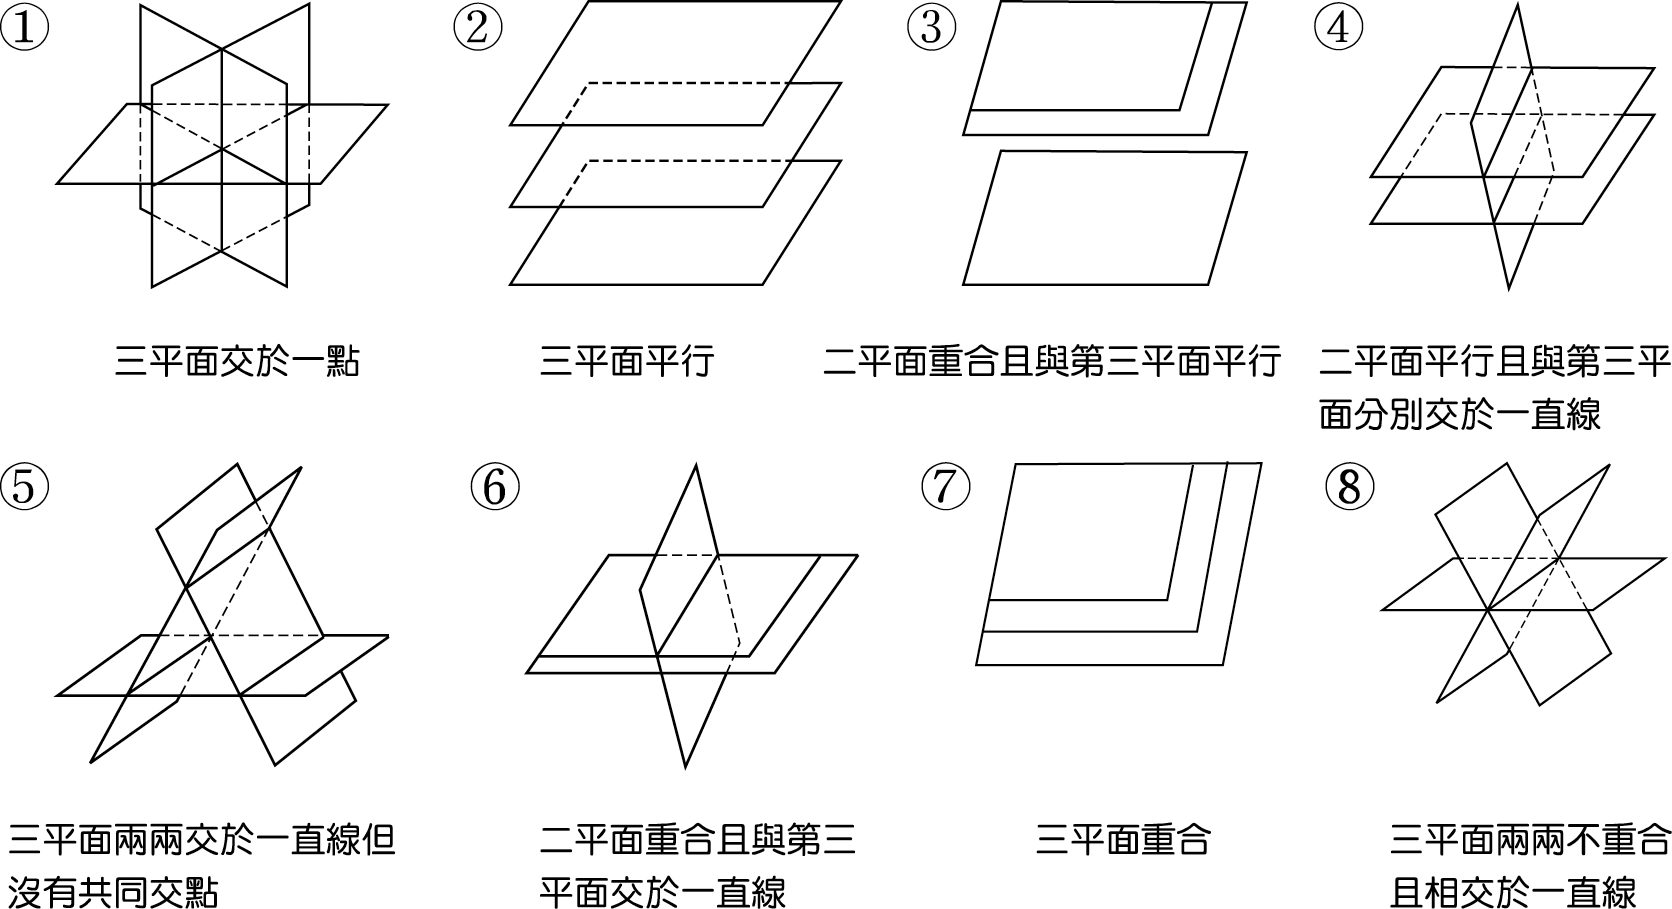 ① ② ③ ④
三平面交於一點
三平面平行
二平面重合且與第三平面平行
二平面平行且與第三平
面分別交於一直線
⑤ ⑥ ⑦ ⑧
三平面兩兩交於一直線但
沒有共同交點
二平面重合且與第三
平面交於一直線
三平面重合
三平面兩兩不重合
且相交於一直線